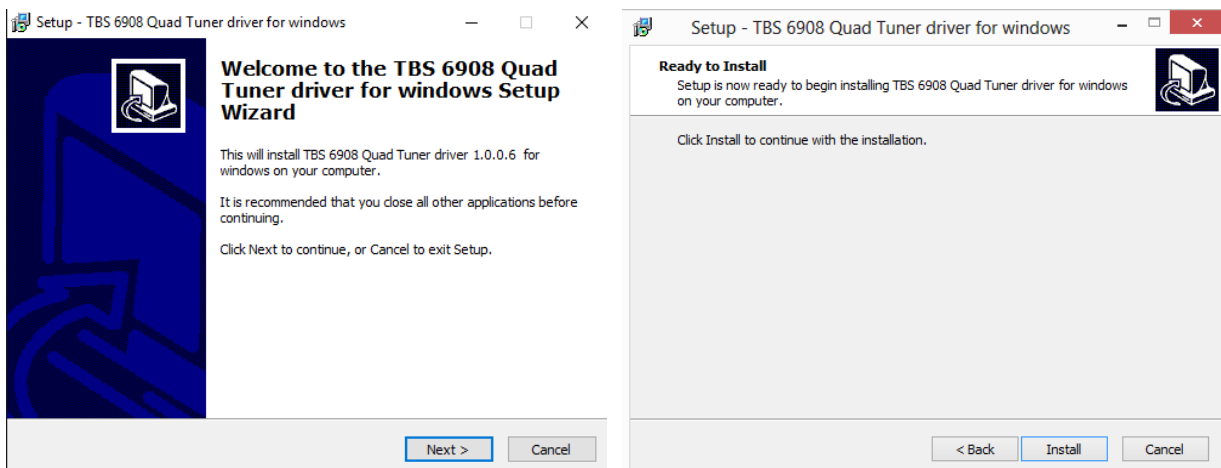 Setup - TBS 6908 Quad Tuner driver for windows
Welcome to the TBS 6908 Quad
Tuner driver for windows Setup
Wizard
This will install TBS 6908 Quad Tuner driver 1.0.0.6 for
windows on your computer.
It is recommended that you close all other applications before
continuing.
Click Next to continue, or Cancel to exit Setup.
Next >
Cancel
Setup - TBS 6908 Quad Tuner driver for windows
Ready to Install
Setup is now ready to begin installing TBS 6908 Quad Tuner driver for windows
on your computer.
Click Install to continue with the installation.
< Back
Install
Cancel